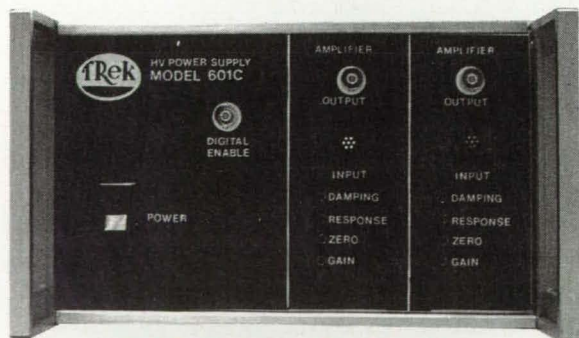 TRek
HV POWER SUPPLY
MODEL 601C
DIGITAL
ENABLE
POWER
AMPLIFIER
OUTPUT
INPUT
DAMPING
RESPONSE
ZERO
GAIN
AMPLIFIER
OUTPUT
INPUT
DAMPING
RESPONSE
ZERO
GAIN